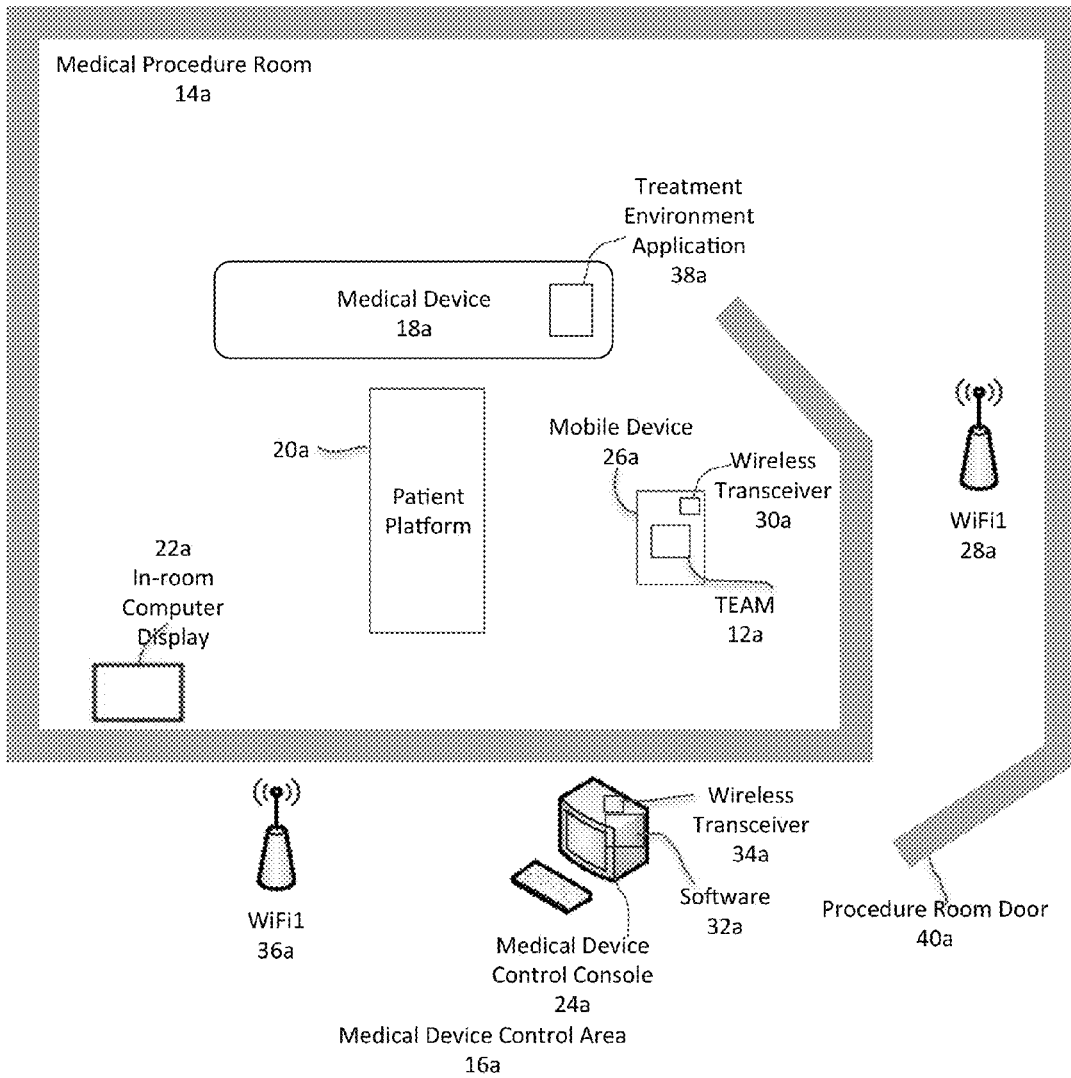 Medical Procedure Room
14a
Treatment
Environment
Application
38a
Medical Device
18a
20a
Patient
Platform
Mobile Device
26a
Wireless
Transceiver
30a
TEAM
12a
WiFi1
28a
22a
In-room
Computer
Display
WiFi1
36a
Wireless
Transceiver
34a
Software
32a
Medical Device
Control Console
24a
Procedure Room Door
40a
Medical Device Control Area
16a